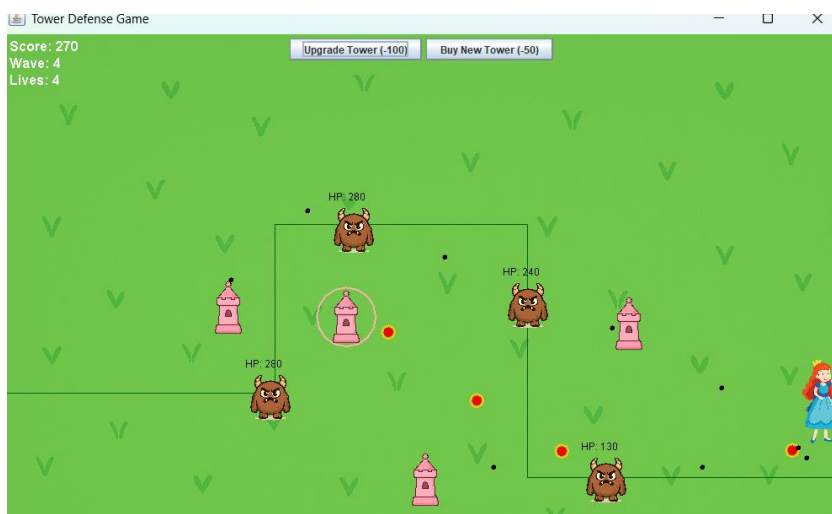 Tower Defense Game
Score: 270
Upgrade Tower (-100)
Buy New Tower (-50)
Wave: 4
Lives: 4
HP: 280
HP: 240
HP: 280
HP: 130